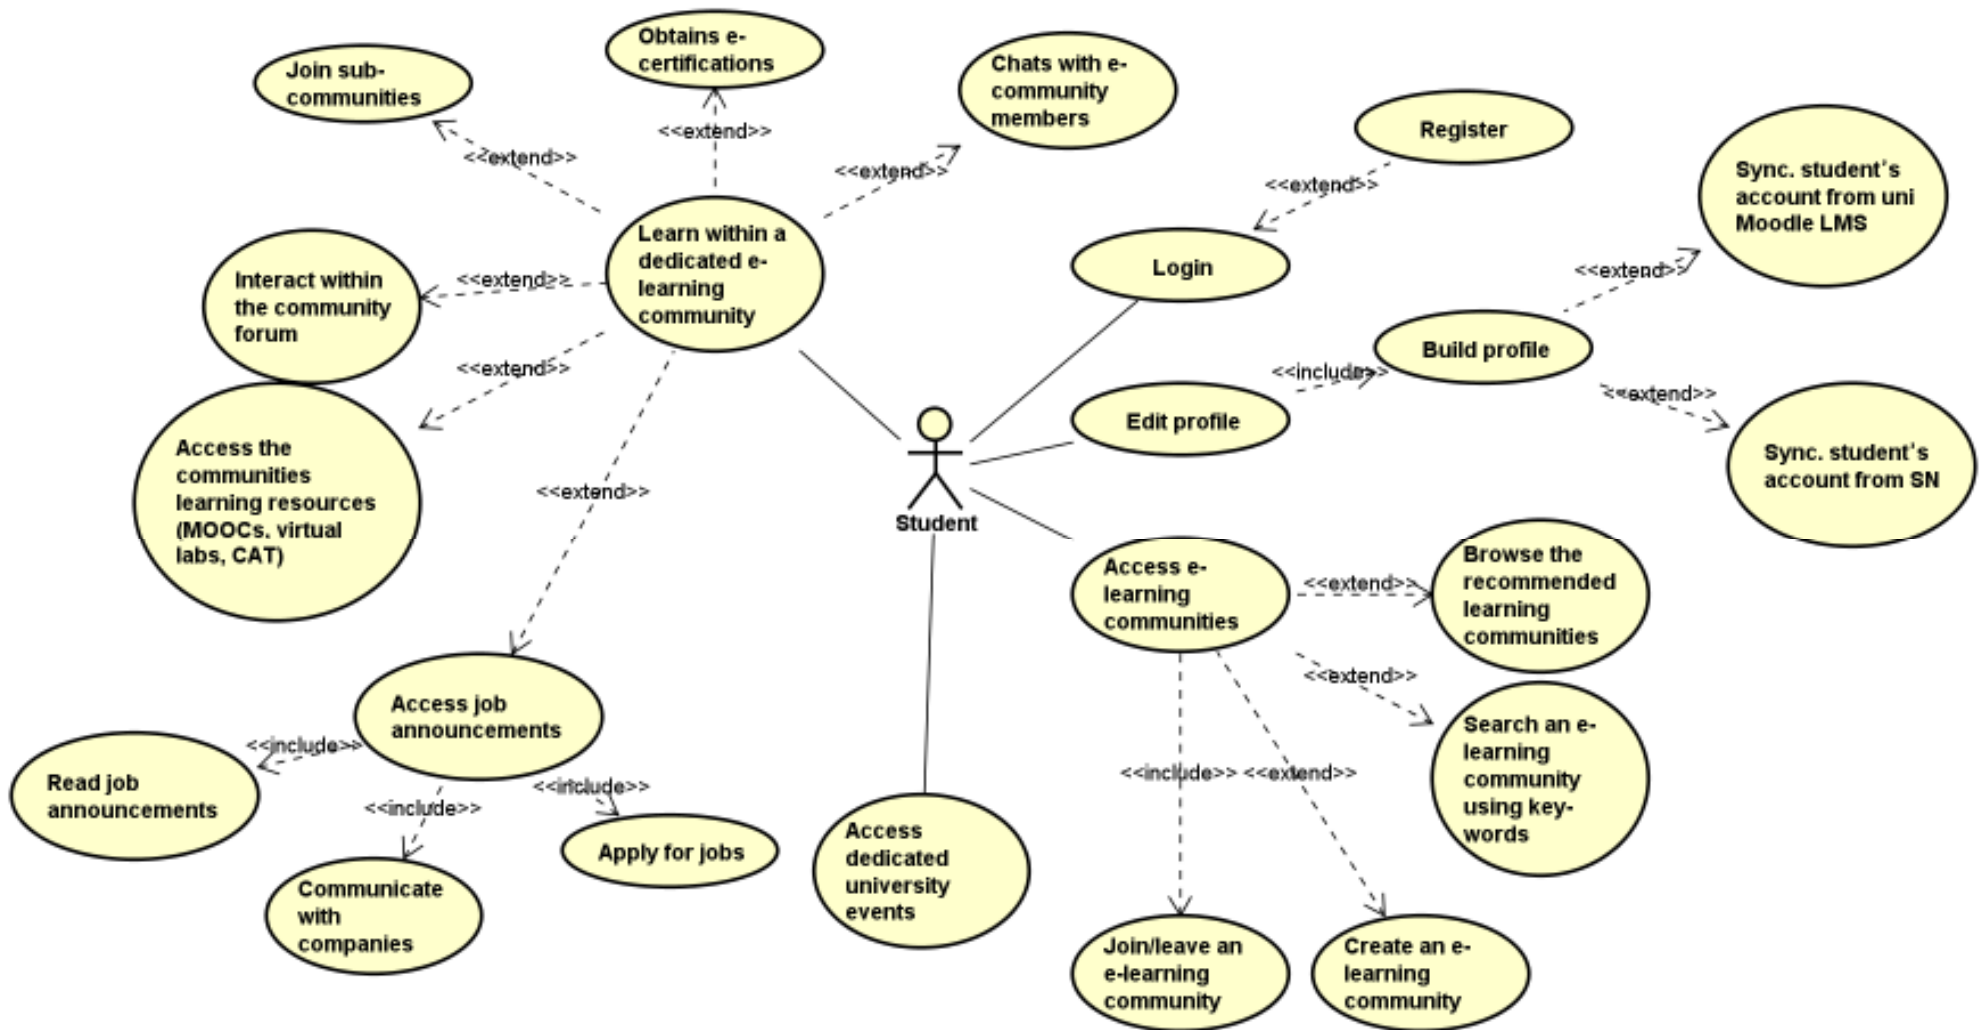 Obtains e-
certifications
Join sub-
communities
Chats with e-
community
members
Register
<<extend>>
<<extend>>
<<extend>>
<<extend>>
Sync. student's
account from uni
Moodle LMS
Learn within a
dedicated e-
learning
community
Login
Interact within
the community
forum
<<extend>>
<<extend>>
Build profile
<<extend>>
<<include>>
<<extend>>
Edit profile
Access the
communities
learning resources
(MOOCs. virtual
labs, CAT)
Sync. student's
account from SN
<<extend>>
Student
Access e-
learning
communities
<<extend>>
Browse the
recommended
learning
communities
<<extend>>
Access job
announcements
Search an e-
learning
community
using key-
words
<<include>>
Read job
announcements
<<include>>
<<include>>
<<include>>
<<extend>>
Apply for jobs
Access
dedicated
university
events
Communicate
with
companies
Join/leave an
e-learning
community
Create an e-
learning
community